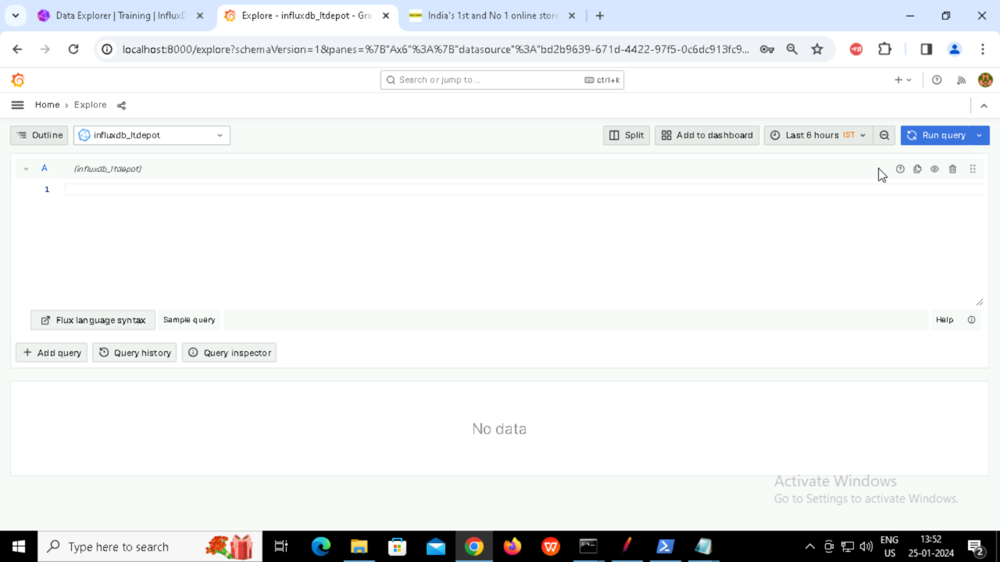 Data Explorer | Training | InfluxD
Explore - influxdb_ltdepot - Gra
India's 1st and No 1 online store
localhost:8000/explore?schemaVersion=1&panes=%7B"Ax6"%3A%7B"datasource"%3A"bd2b9639-671d-4422-97f5-0c6dc913fc9...
Search or jump to...
ctrl+k
Home › Explore
Outline
influxdb_ltdepot
Split
Add to dashboard
Last 6 hours IST
Run query
A
(influxdb_ltdepot)
1
Flux language syntax
Sample query
Help
+ Add query
Query history
Query inspector
No data
Activate Windows
Go to Settings to activate Windows.
Type here to search
ENG
US
13:52
25-01-2024
2